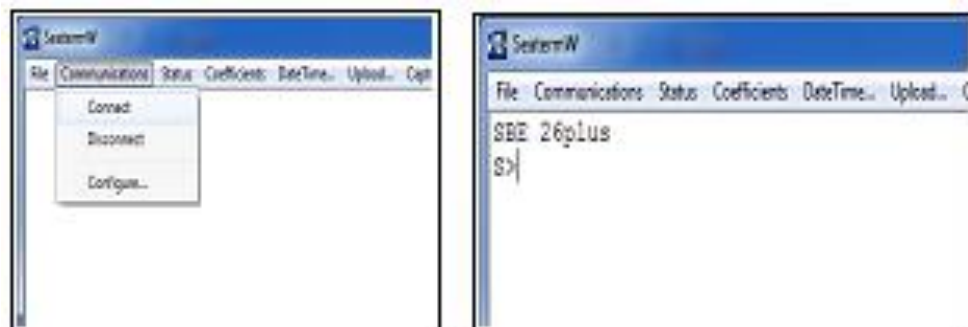 SeatermW
File Communications Status Coefficients DateTime... Upload... Capt
Connect
Disconnect
Configure...
SeatermW
File Communications Status Coefficients DateTime... Upload...
SBE 26plus
S>